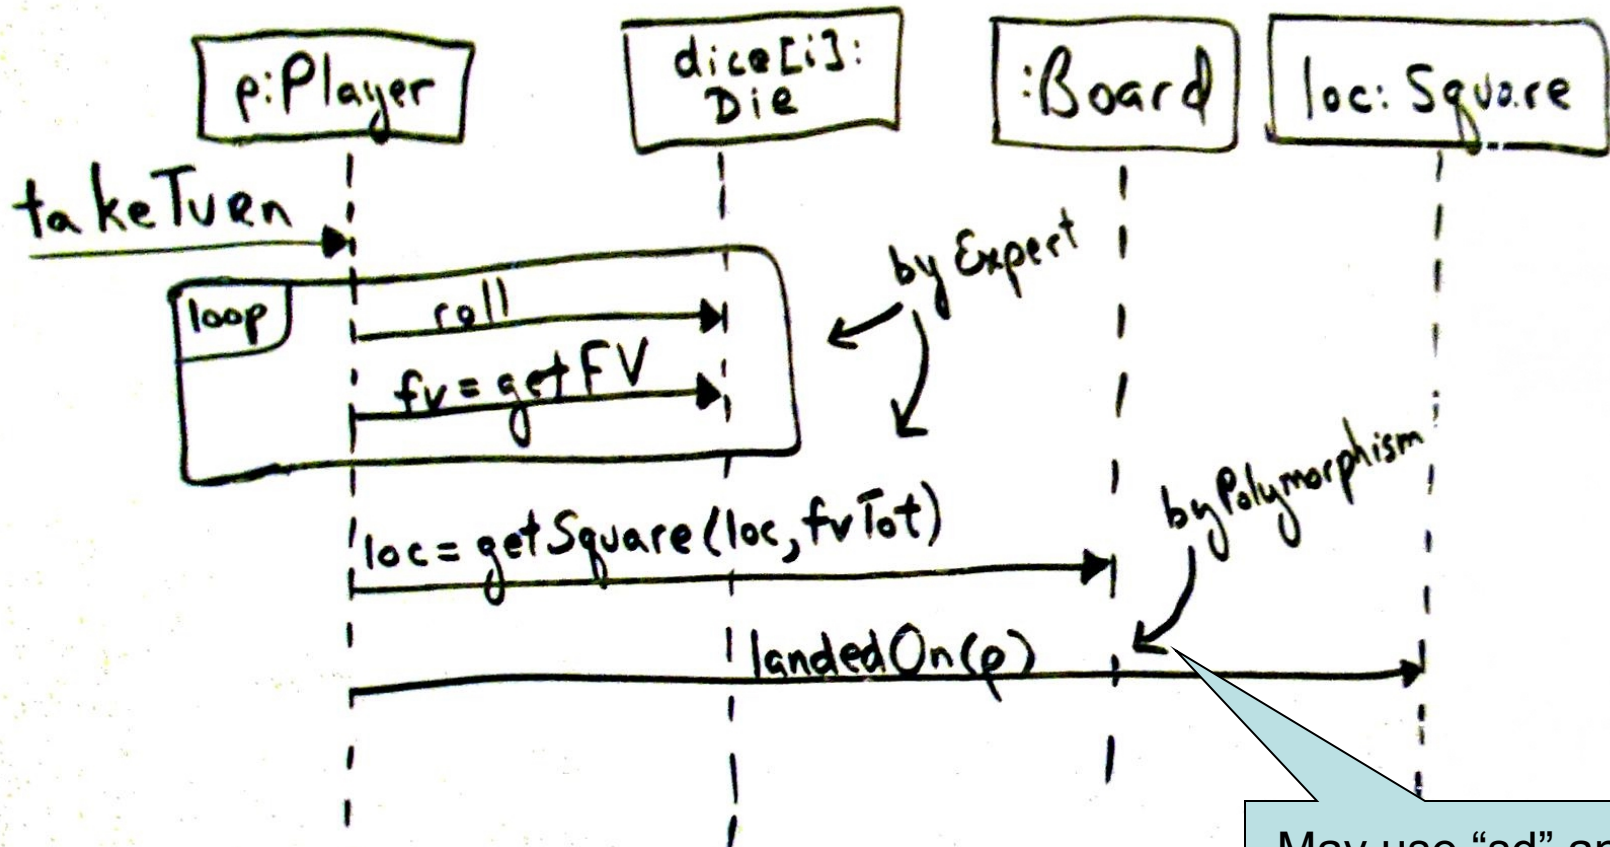 p:Player
dice[i]:
Die
:Board
loc: Square
takeTurn
by Expert
loop
roll
fv = getFV
by Polymorphism
loc = getSquare(loc, fvTot)
landedOn(p)
May use “sd” an